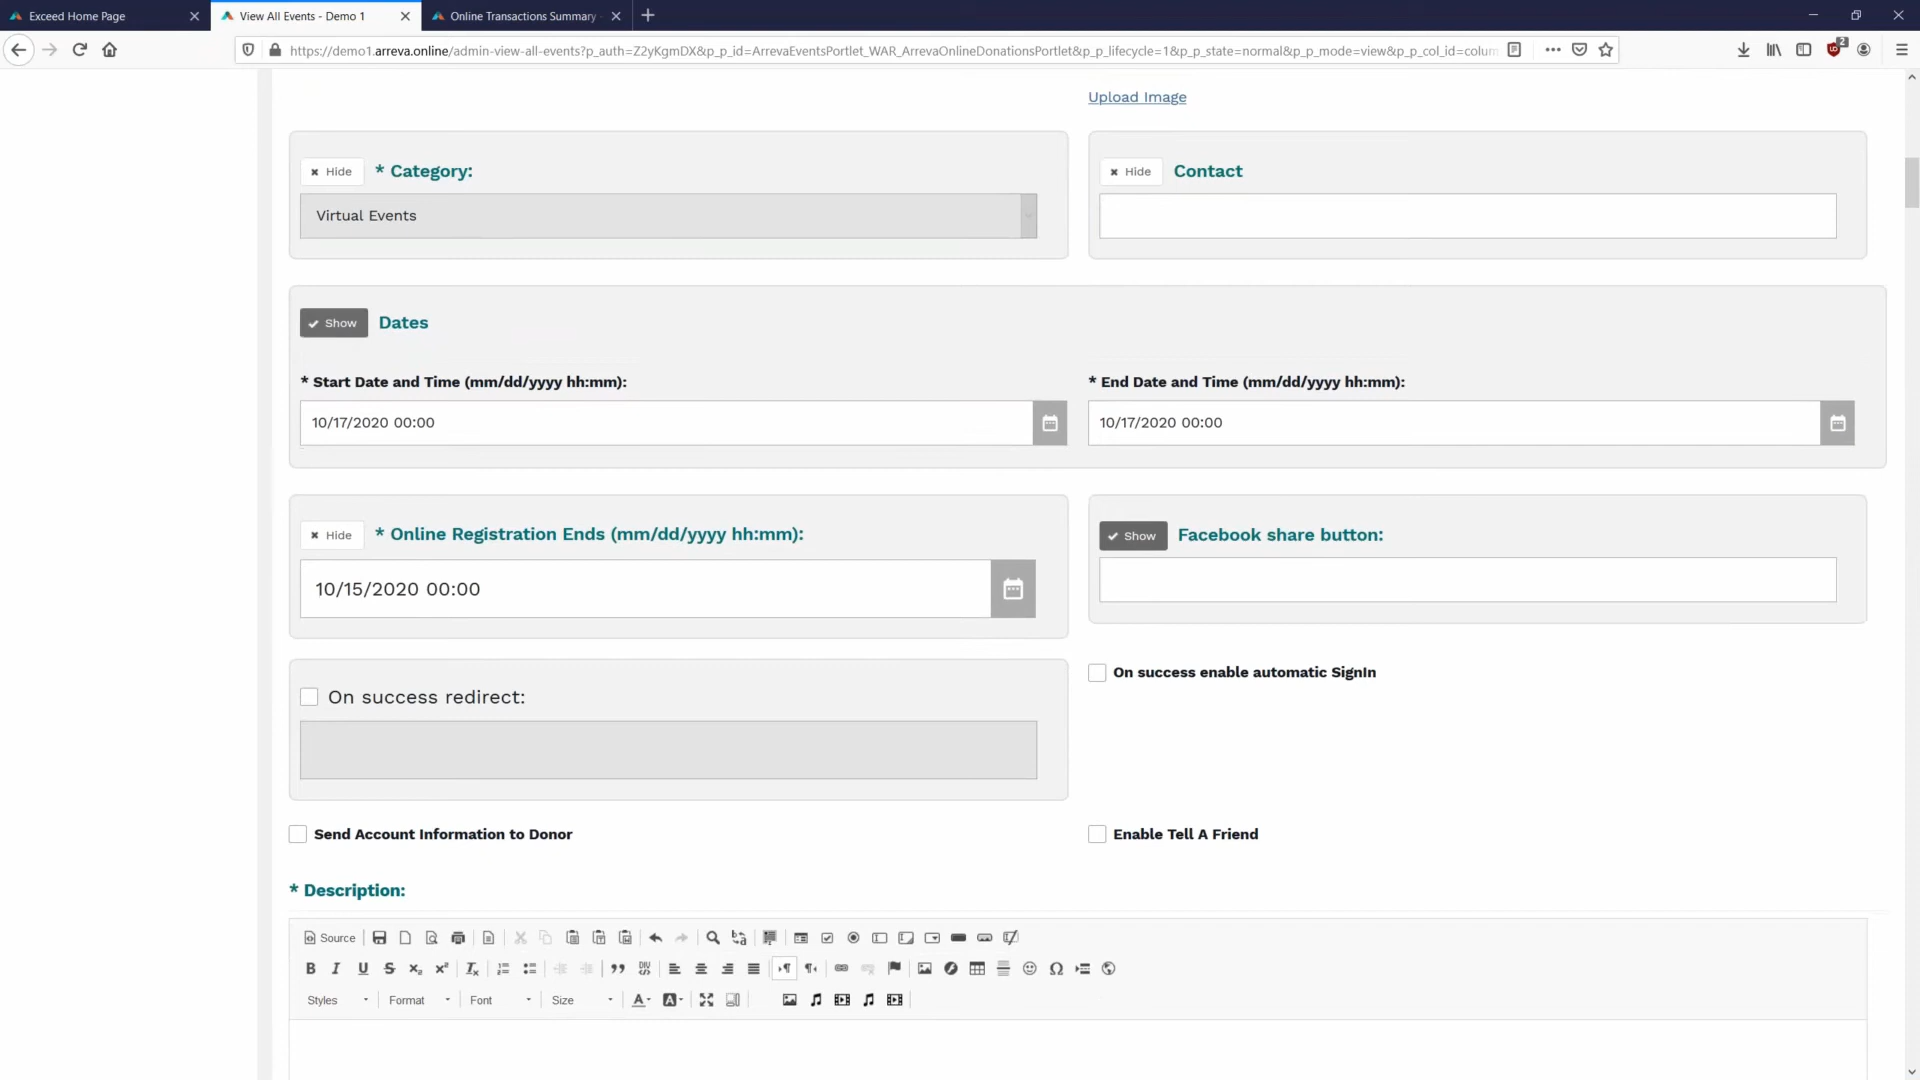 Exceed Home Page
View All Events - Demo 1
Online Transactions Summary
https://demo1.arreva.online/admin-view-all-events?p_auth=Z2yKgmDX&p_p_id=ArrevaEventsPortlet_WAR_ArrevaOnlineDonationsPortlet&p_p_lifecycle=1&p_p_state=normal&p_p_mode=view&p_p_col_id=colum
2
Upload Image
Hide * Category:
Hide Contact
Virtual Events
Show Dates
* Start Date and Time (mm/dd/yyyy hh:mm):
* End Date and Time (mm/dd/yyyy hh:mm):
10/17/2020 00:00
10/17/2020 00:00
Hide * Online Registration Ends (mm/dd/yyyy hh:mm):
Show Facebook share button:
10/15/2020 00:00
On success redirect:
On success enable automatic SignIn
Send Account Information to Donor
Enable Tell A Friend
* Description:
Source
Styles Format Font Size